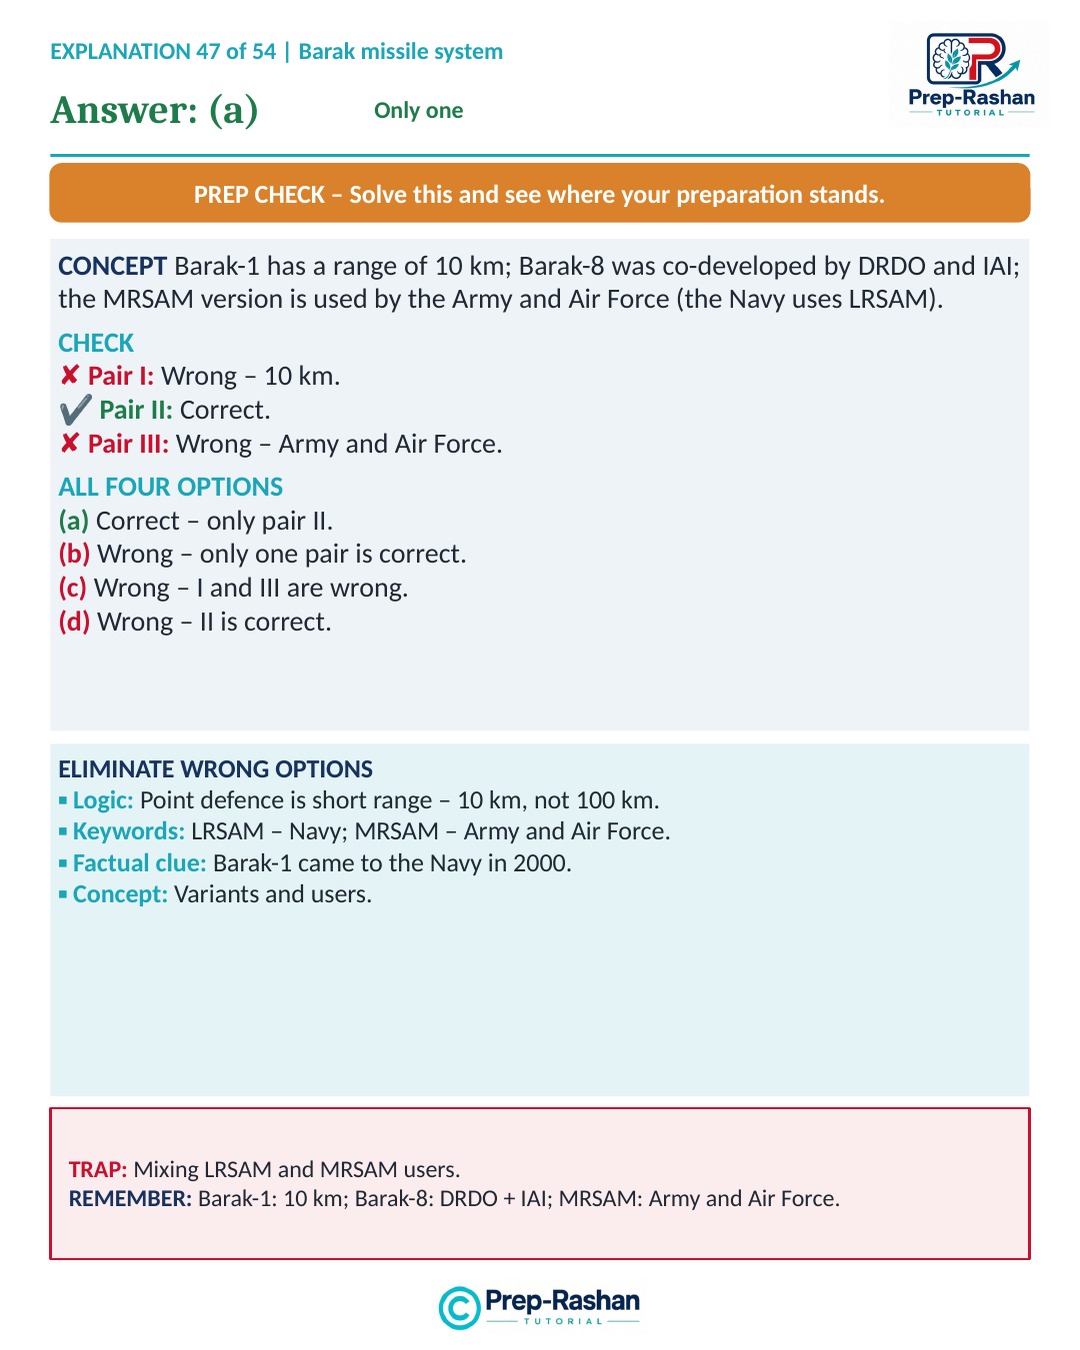 EXPLANATION 47 of 54 | Barak missile system
Prep-Rashan
TUTORIAL
Answer: (a) Only one
PREP CHECK – Solve this and see where your preparation stands.
CONCEPT Barak-1 has a range of 10 km; Barak-8 was co-developed by DRDO and IAI;
the MRSAM version is used by the Army and Air Force (the Navy uses LRSAM).
CHECK
✘ Pair I: Wrong – 10 km.
✔ Pair II: Correct.
✘ Pair III: Wrong – Army and Air Force.
ALL FOUR OPTIONS
(a) Correct – only pair II.
(b) Wrong – only one pair is correct.
(c) Wrong – I and III are wrong.
(d) Wrong – II is correct.
ELIMINATE WRONG OPTIONS
▪ Logic: Point defence is short range – 10 km, not 100 km.
▪ Keywords: LRSAM – Navy; MRSAM – Army and Air Force.
▪ Factual clue: Barak-1 came to the Navy in 2000.
▪ Concept: Variants and users.
TRAP: Mixing LRSAM and MRSAM users.
REMEMBER: Barak-1: 10 km; Barak-8: DRDO + IAI; MRSAM: Army and Air Force.
© Prep-Rashan
TUTORIAL